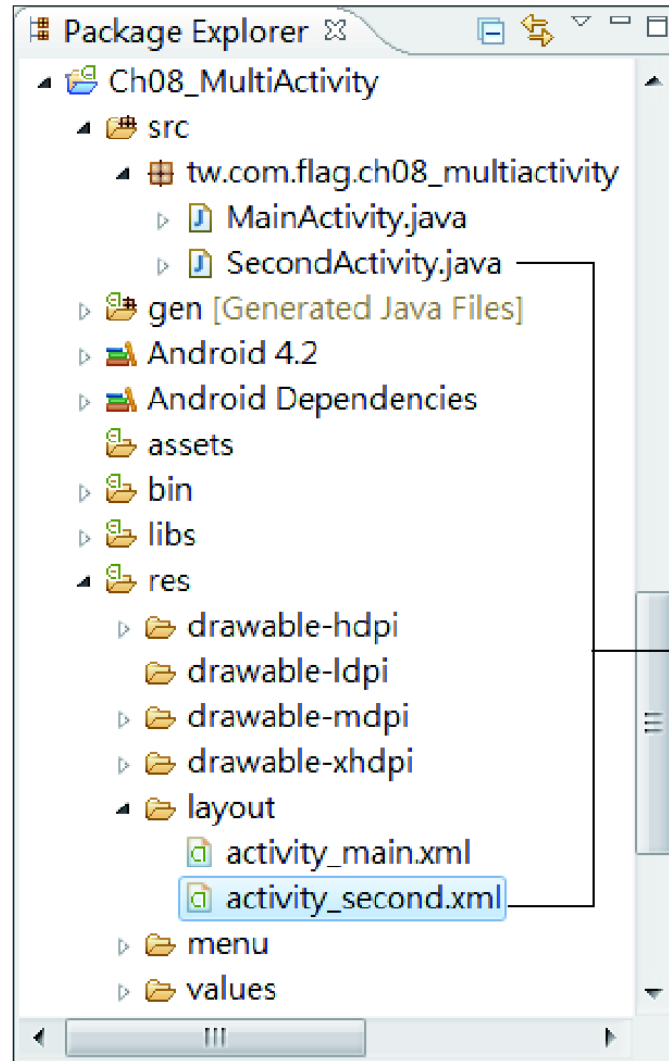 Package Explorer
Ch08_MultiActivity
src
tw.com.flag.ch08_multiactivity
MainActivity.java
SecondActivity.java
gen [Generated Java Files]
Android 4.2
Android Dependencies
assets
bin
libs
res
drawable-hdpi
drawable-ldpi
drawable-mdpi
drawable-xhdpi
layout
activity_main.xml
activity_second.xml
menu
values